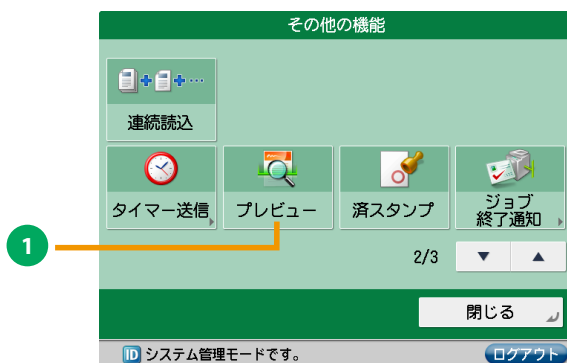 その他の機能
連続読込
タイマー送信
プレビュー
済スタンプ
ジョブ
終了通知
1
2/3
閉じる
ID システム管理モードです。
ログアウト